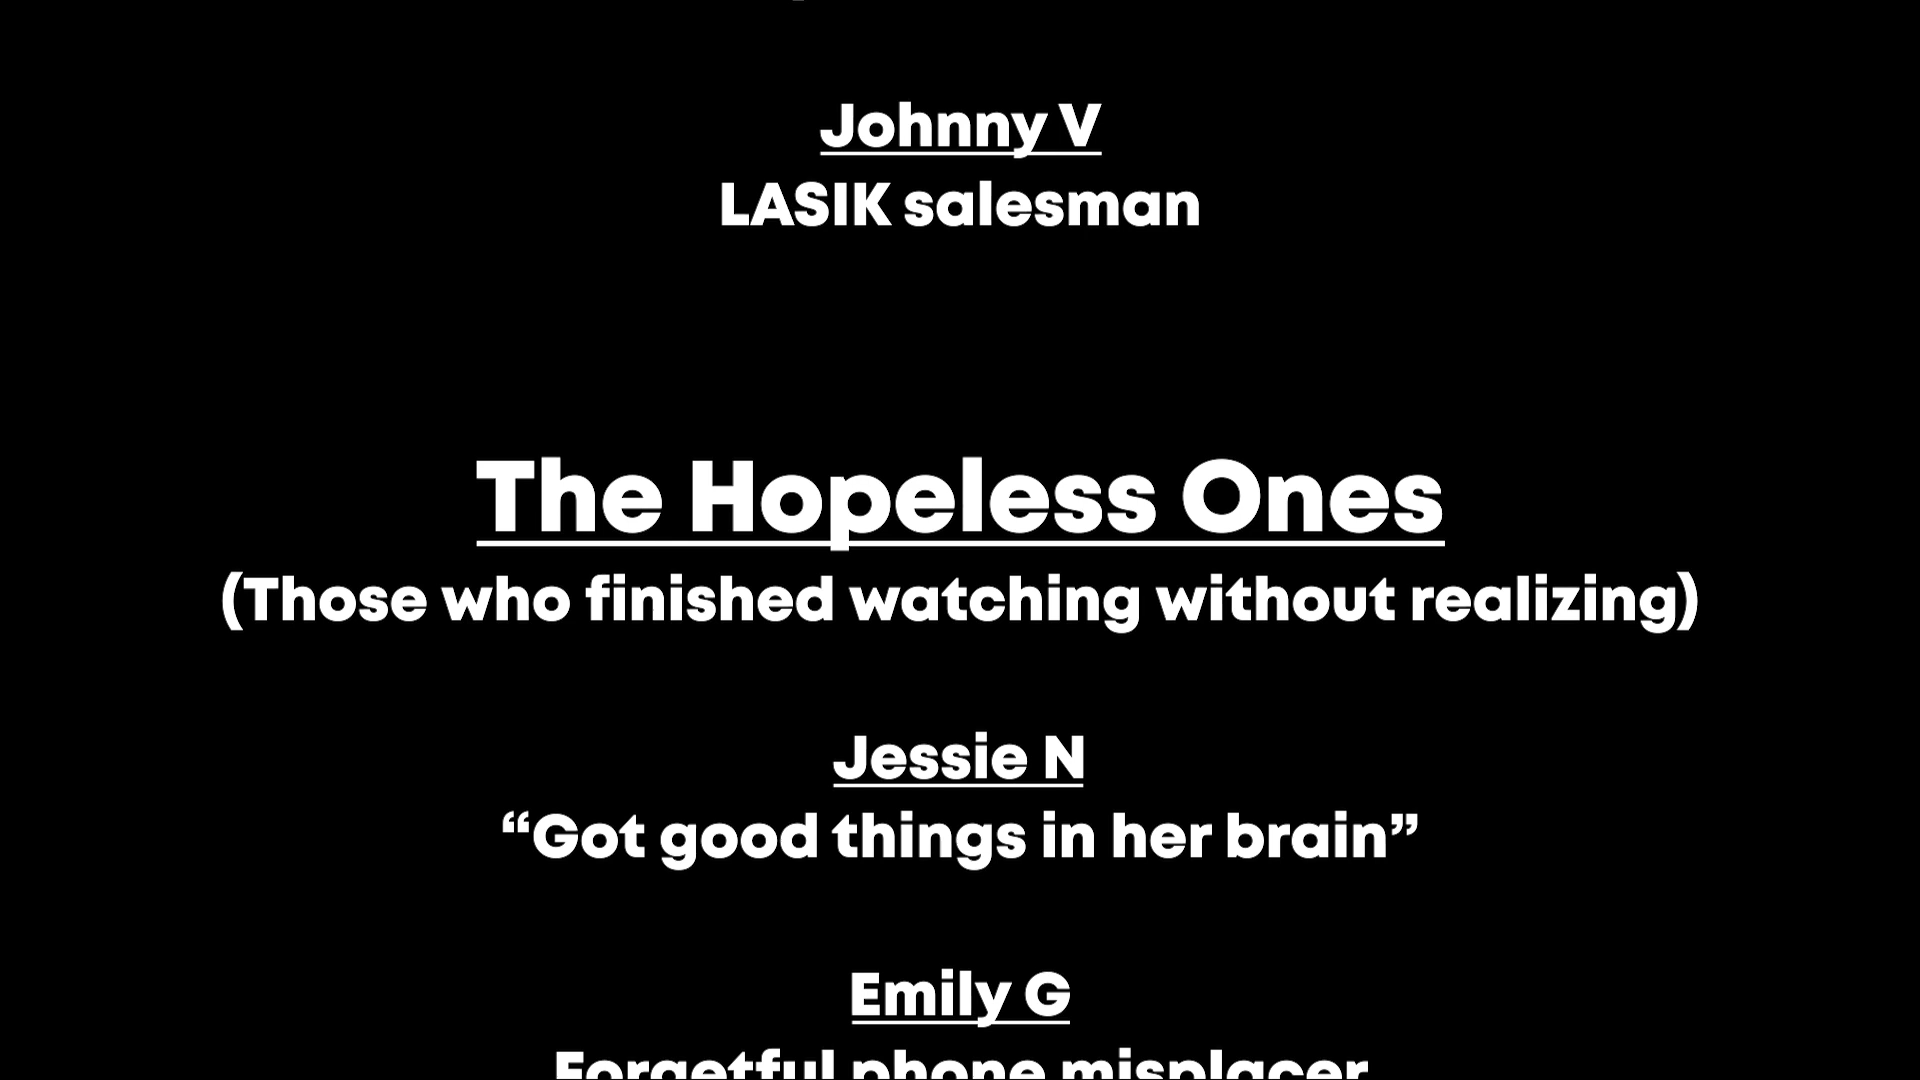 Johnny V
LASIK salesman
The Hopeless Ones
(Those who finished watching without realizing)
Jessie N
“Got good things in her brain”
Emily G
Forgetful phone misplacer